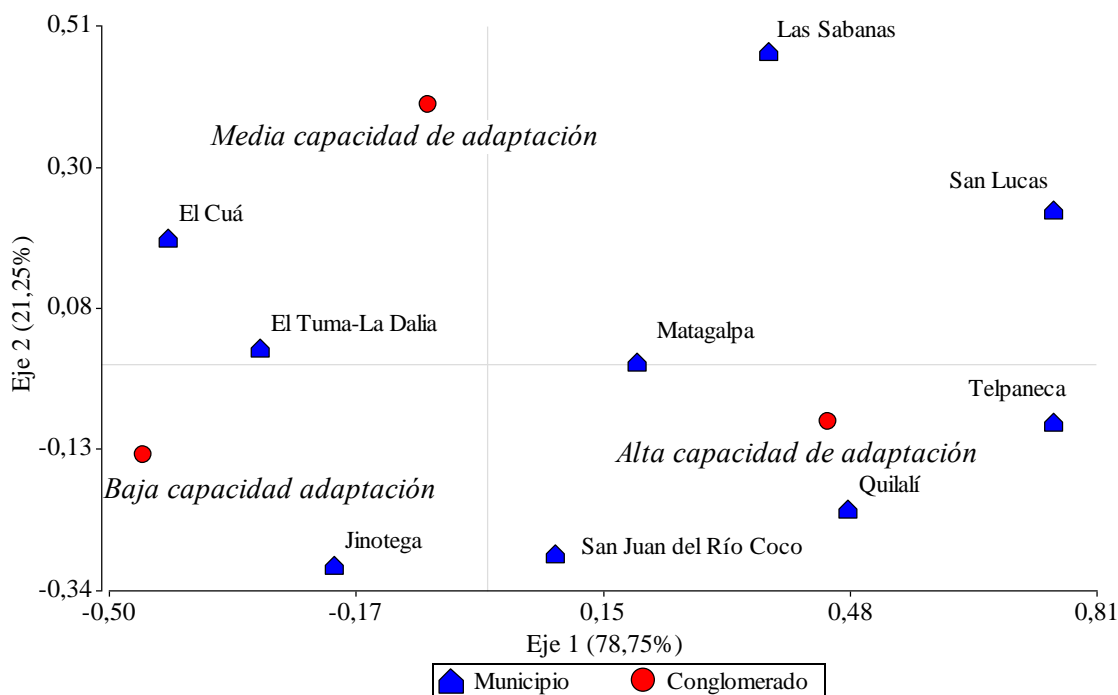 0,51
Las Sabanas
Media capacidad de adaptación
0,30
San Lucas
El Cuá
Eje 2 (21,25%)
0,08
El Tuma-La Dalia
Matagalpa
Telpaneca
-0,13
Alta capacidad de adaptación
Baja capacidad adaptación
Quilalí
Jinotega
San Juan del Río Coco
-0,34
-0,50 -0,17 0,15 0,48 0,81
Eje 1 (78,75%)
Municipio Conglomerado